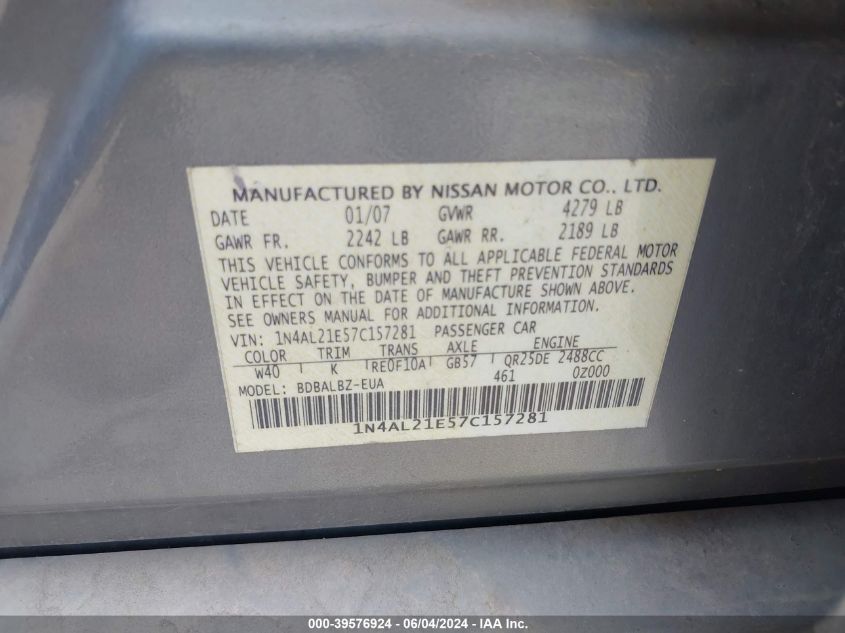 MANUFACTURED BY NISSAN MOTOR CO., LTD.
DATE 01/07 GVWR 4279 LB
GAWR FR. 2242 LB GAWR RR. 2189 LB
THIS VEHICLE CONFORMS TO ALL APPLICABLE FEDERAL MOTOR
VEHICLE SAFETY, BUMPER AND THEFT PREVENTION STANDARDS
IN EFFECT ON THE DATE OF MANUFACTURE SHOWN ABOVE.
SEE OWNERS MANUAL FOR ADDITIONAL INFORMATION.
VIN: 1N4AL21E57C157281 PASSENGER CAR
COLOR TRIM TRANS AXLE ENGINE
W40 K RE0F10A GB57 QR25DE 2488CC
MODEL: BDBALBZ-EUA 461 0Z000
1N4AL21E57C157281
000-39576924 - 06/04/2024 - IAA Inc.